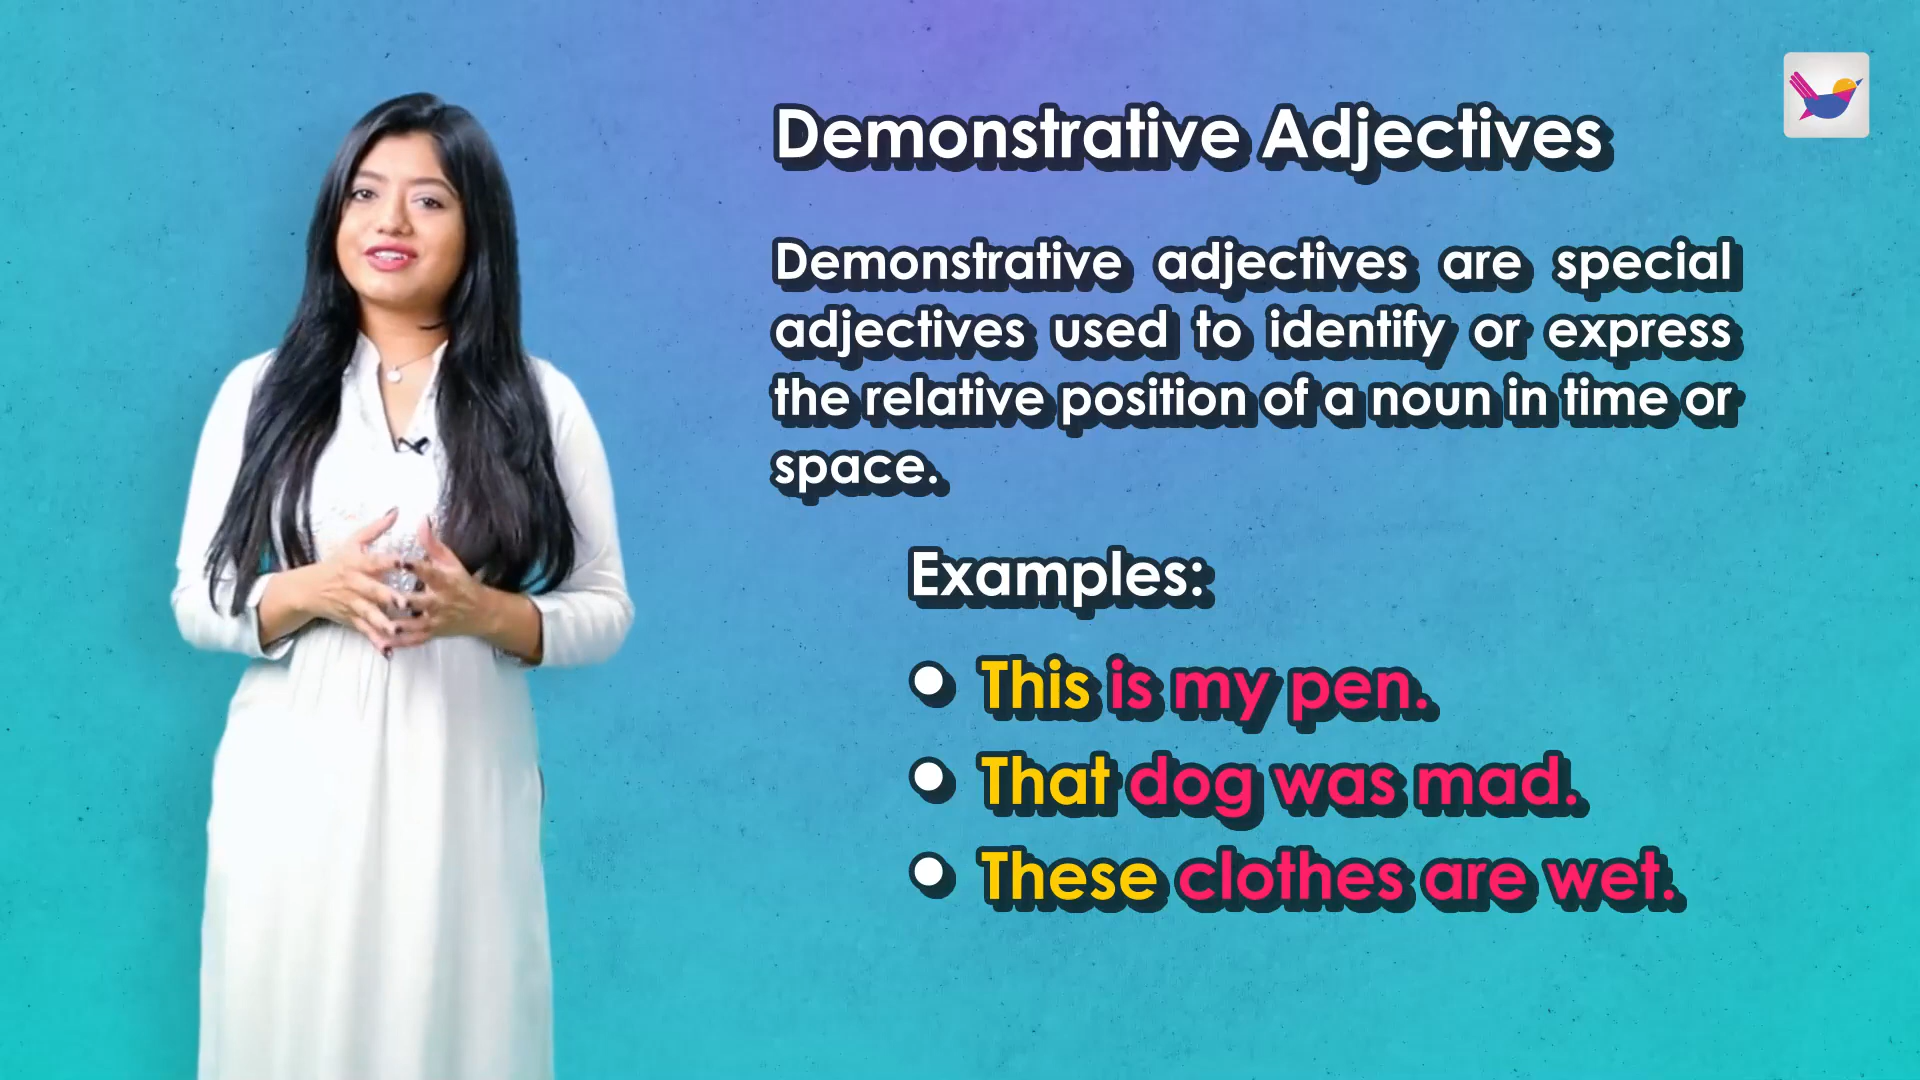 Demonstrative Adjectives
Demonstrative adjectives are special
adjectives used to identify or express
the relative position of a noun in time or
space.
Examples:
• This is my pen.
• That dog was mad.
• These clothes are wet.